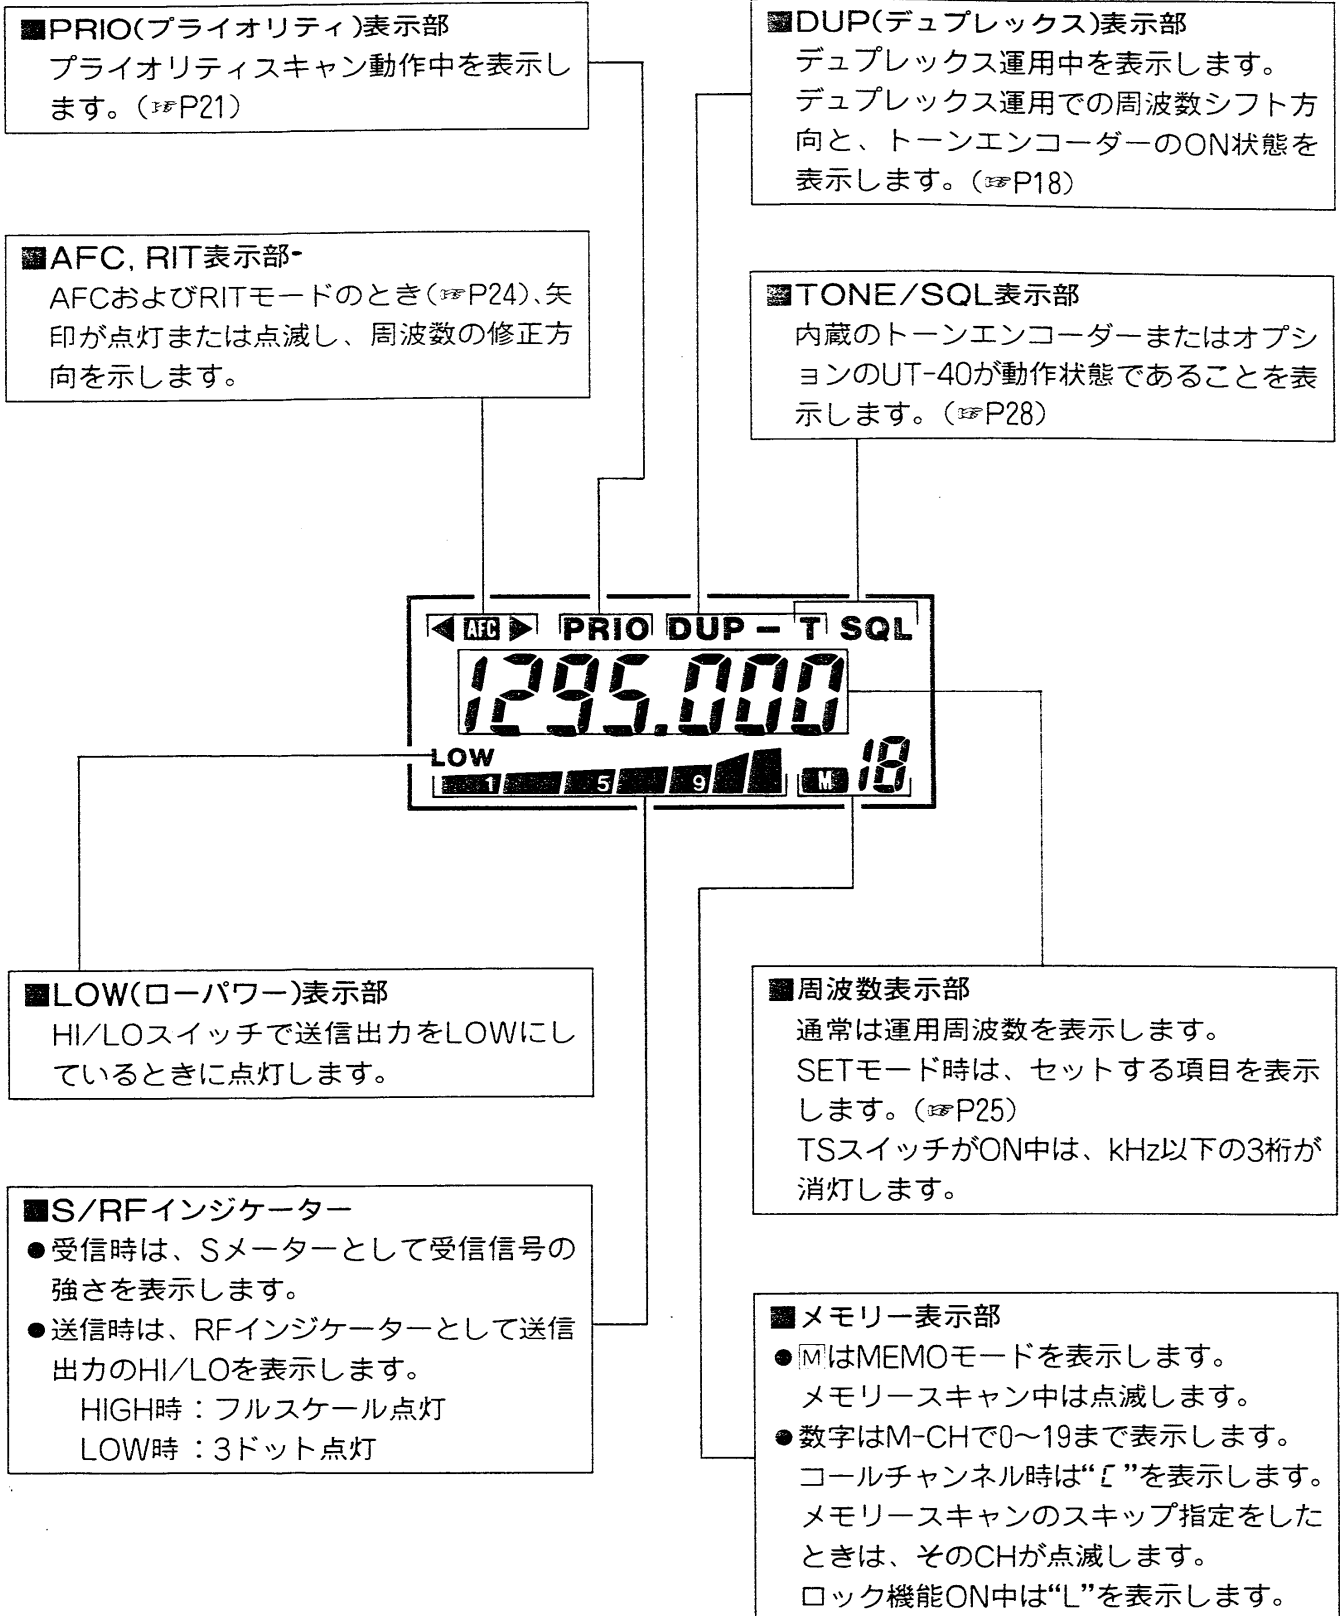 ■PRIO(プライオリティ)表示部
プライオリティスキャン動作中を表示し
ます。(☞P21)
■AFC, RIT表示部-
AFCおよびRITモードのとき(☞P24)、矢
印が点灯または点滅し、周波数の修正方
向を示します。
■DUP(デュプレックス)表示部
デュプレックス運用中を表示します。
デュプレックス運用での周波数シフト方
向と、トーンエンコーダーのON状態を
表示します。(☞P18)
■TONE/SQL表示部
内蔵のトーンエンコーダーまたはオプシ
ョンのUT-40が動作状態であることを表
示します。(☞P28)
◀ AFC ▶ PRIO DUP − T SQL
1295.000
LOW
1 5 9 M 18
■LOW(ローパワー)表示部
HI/LOスイッチで送信出力をLOWにし
ているときに点灯します。
■S/RFインジケーター
●受信時は、Sメーターとして受信信号の
強さを表示します。
●送信時は、RFインジケーターとして送信
出力のHI/LOを表示します。
HIGH時：フルスケール点灯
LOW時：3ドット点灯
■周波数表示部
通常は運用周波数を表示します。
SETモード時は、セットする項目を表示
します。(☞P25)
TSスイッチがON中は、kHz以下の3桁が
消灯します。
■メモリー表示部
●MはMEMOモードを表示します。
メモリースキャン中は点滅します。
●数字はM-CHで0〜19まで表示します。
コールチャンネル時は“C”を表示します。
メモリースキャンのスキップ指定をした
ときは、そのCHが点滅します。
ロック機能ON中は“L”を表示します。